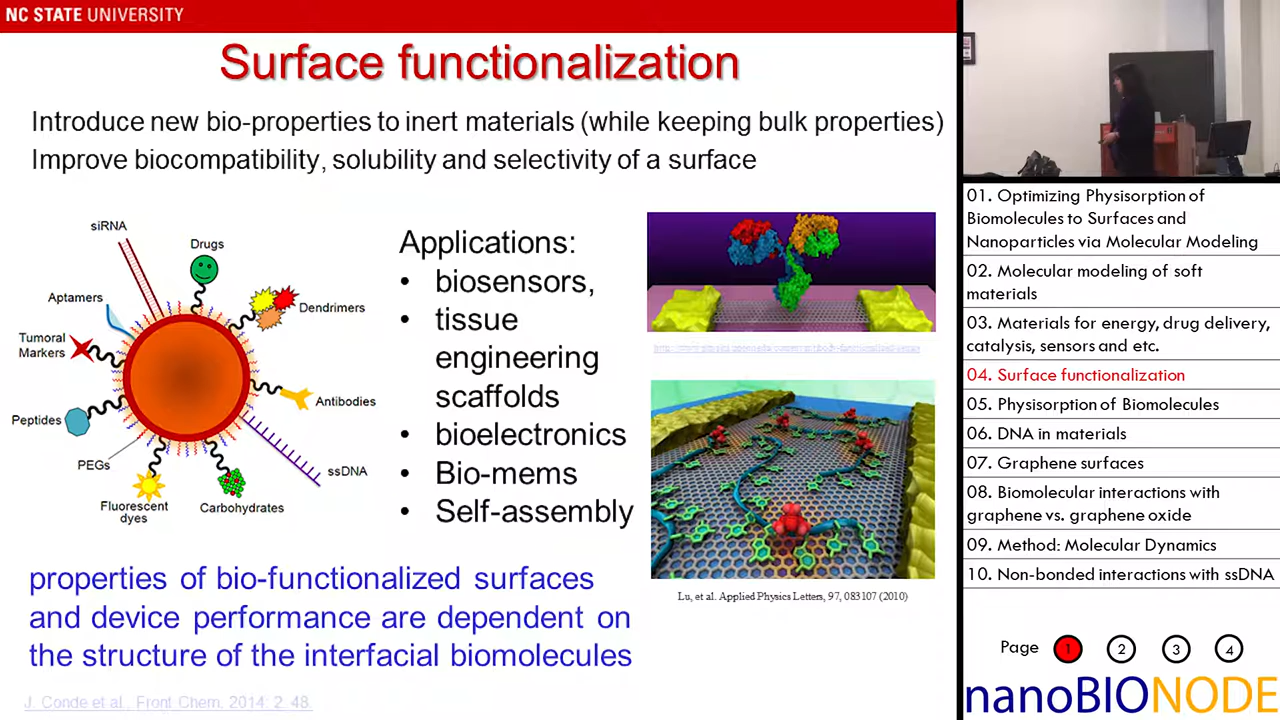 NC STATE UNIVERSITY
Surface functionalization
Introduce new bio-properties to inert materials (while keeping bulk properties)
Improve biocompatibility, solubility and selectivity of a surface
siRNA
Drugs
Aptamers
Dendrimers
Tumoral
Markers
Antibodies
Peptides
PEGs
ssDNA
Fluorescent
dyes
Carbohydrates
Applications:
• biosensors,
• tissue
engineering
scaffolds
• bioelectronics
• Bio-mems
• Self-assembly
Lu, et al. Applied Physics Letters, 97, 083107 (2010)
properties of bio-functionalized surfaces
and device performance are dependent on
the structure of the interfacial biomolecules
J. Conde et al., Front Chem. 2014; 2: 48.
01. Optimizing Physisorption of
Biomolecules to Surfaces and
Nanoparticles via Molecular Modeling
02. Molecular modeling of soft
materials
03. Materials for energy, drug delivery,
catalysis, sensors and etc.
04. Surface functionalization
05. Physisorption of Biomolecules
06. DNA in materials
07. Graphene surfaces
08. Biomolecular interactions with
graphene vs. graphene oxide
09. Method: Molecular Dynamics
10. Non-bonded interactions with ssDNA
Page 1 2 3 4
nanoBIONODE